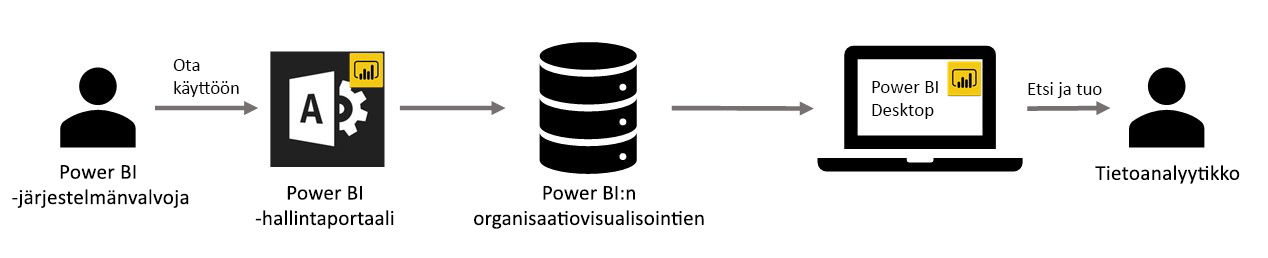 Ota
käyttöön
Power BI
-järjestelmänvalvoja
A
Power BI
-hallintaportaali
Power BI:n
organisaatiovisualisointien
Power BI
Desktop
Etsi ja tuo
Tietoanalyytikko